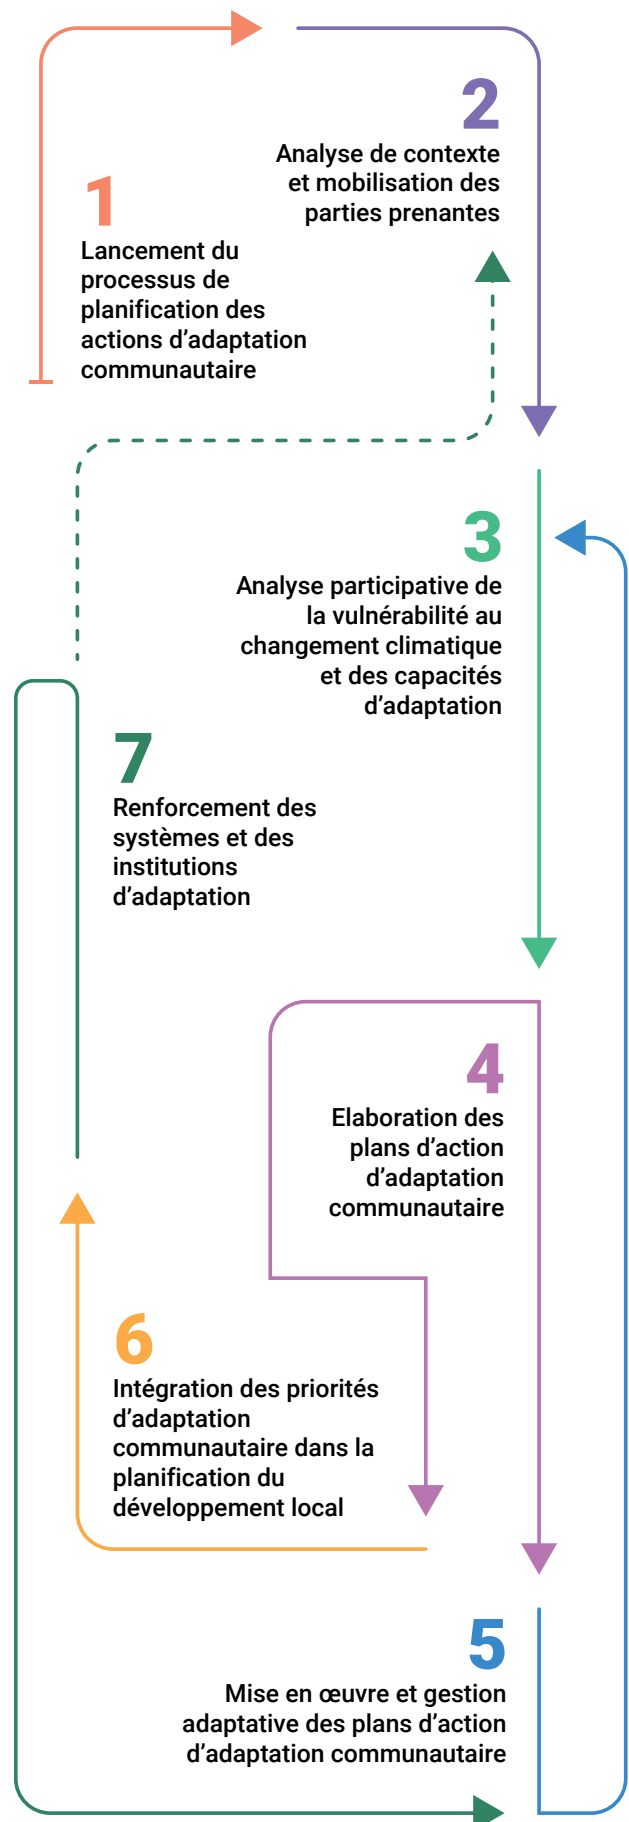 1
Lancement du
processus de
planification des
actions d’adaptation
communautaire
2
Analyse de contexte
et mobilisation des
parties prenantes
3
Analyse participative de
la vulnérabilité au
changement climatique
et des capacités
d’adaptation
4
Elaboration des
plans d’action
d’adaptation
communautaire
5
Mise en œuvre et gestion
adaptative des plans d’action
d’adaptation communautaire
6
Intégration des priorités
d’adaptation
communautaire dans la
planification du
développement local
7
Renforcement des
systèmes et des
institutions
d’adaptation